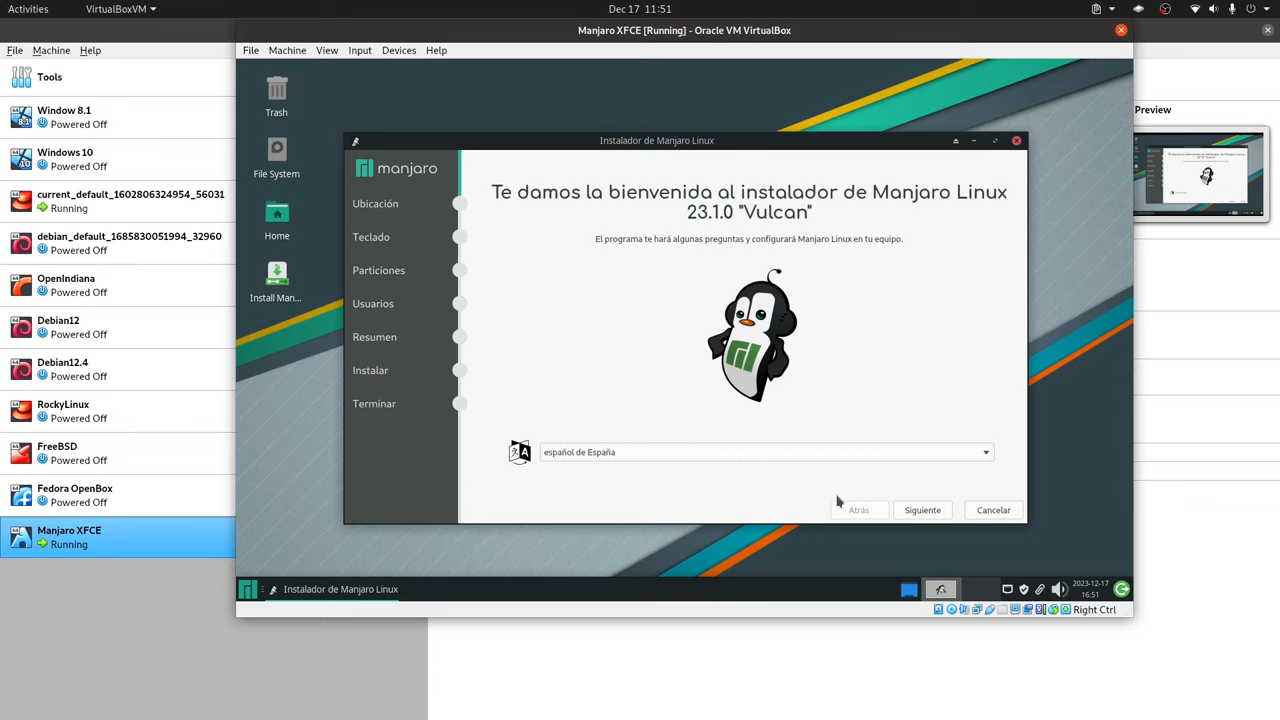 Activities
VirtualBoxVM
Dec 17 11:51
Manjaro XFCE [Running] - Oracle VM VirtualBox
File Machine Help
File Machine View Input Devices Help
Tools
Window 8.1
Powered Off
Windows 10
Powered Off
current_default_1602806324954_56031
Running
debian_default_1685830051994_32960
Powered Off
OpenIndiana
Powered Off
Debian12
Powered Off
Debian12.4
Powered Off
RockyLinux
Powered Off
FreeBSD
Powered Off
Fedora OpenBox
Powered Off
Manjaro XFCE
Running
Trash
File System
Home
Install Man...
Instalador de Manjaro Linux
manjaro
Ubicación
Teclado
Particiones
Usuarios
Resumen
Instalar
Terminar
Te damos la bienvenida al instalador de Manjaro Linux
23.1.0 "Vulcan"
El programa te hará algunas preguntas y configurará Manjaro Linux en tu equipo.
español de España
Atrás
Siguiente
Cancelar
Instalador de Manjaro Linux
2023-12-17
16:51
Right Ctrl
Preview